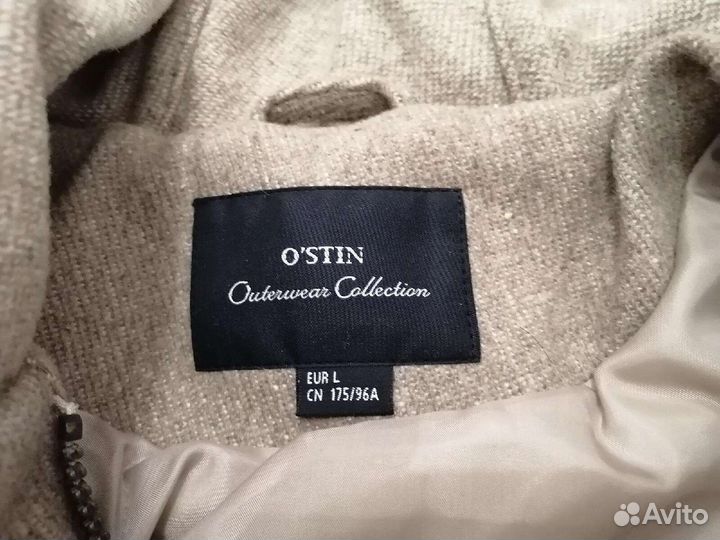 O'STIN
Outerwear Collection
EUR L
CN 175/96A
Avito